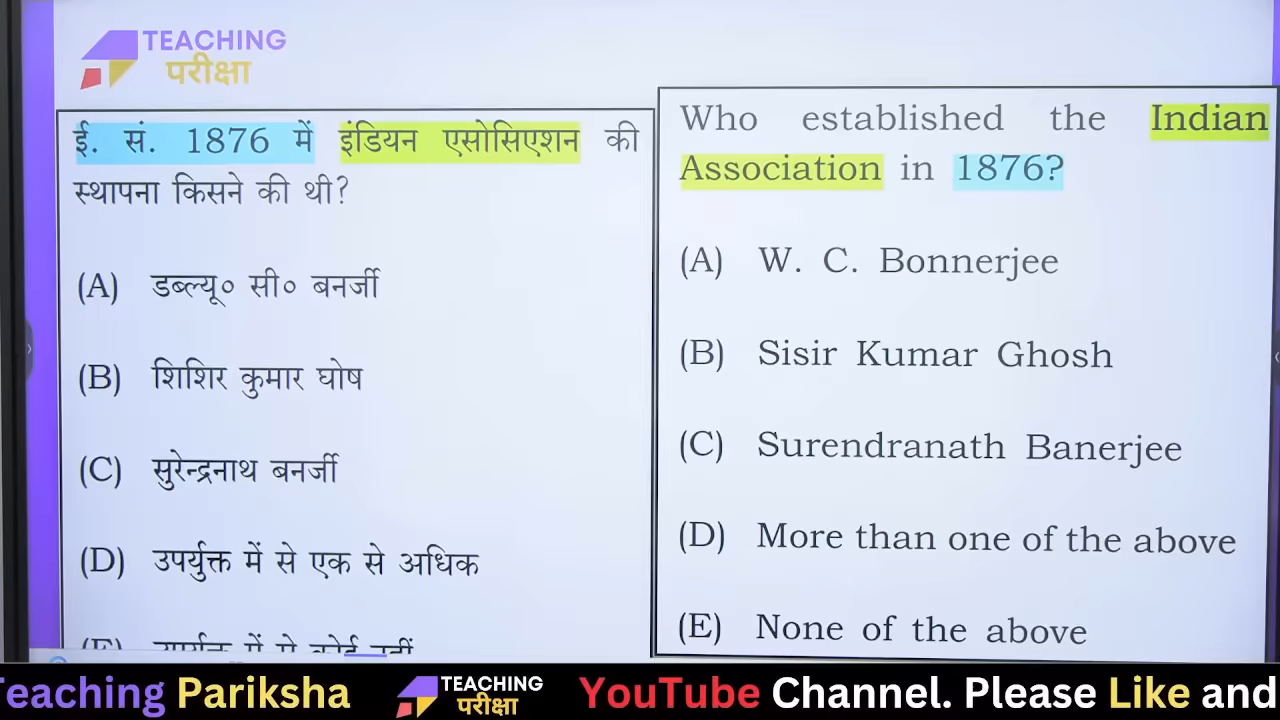 TEACHING
परीक्षा
ई. सं. 1876 में इंडियन एसोसिएशन की
स्थापना किसने की थी?
(A) डब्ल्यू० सी० बनर्जी
(B) शिशिर कुमार घोष
(C) सुरेन्द्रनाथ बनर्जी
(D) उपर्युक्त में से एक से अधिक
(E) उपर्युक्त में से कोई नहीं
Who established the Indian
Association in 1876?
(A) W. C. Bonnerjee
(B) Sisir Kumar Ghosh
(C) Surendranath Banerjee
(D) More than one of the above
(E) None of the above
Teaching Pariksha TEACHING परीक्षा YouTube Channel. Please Like and